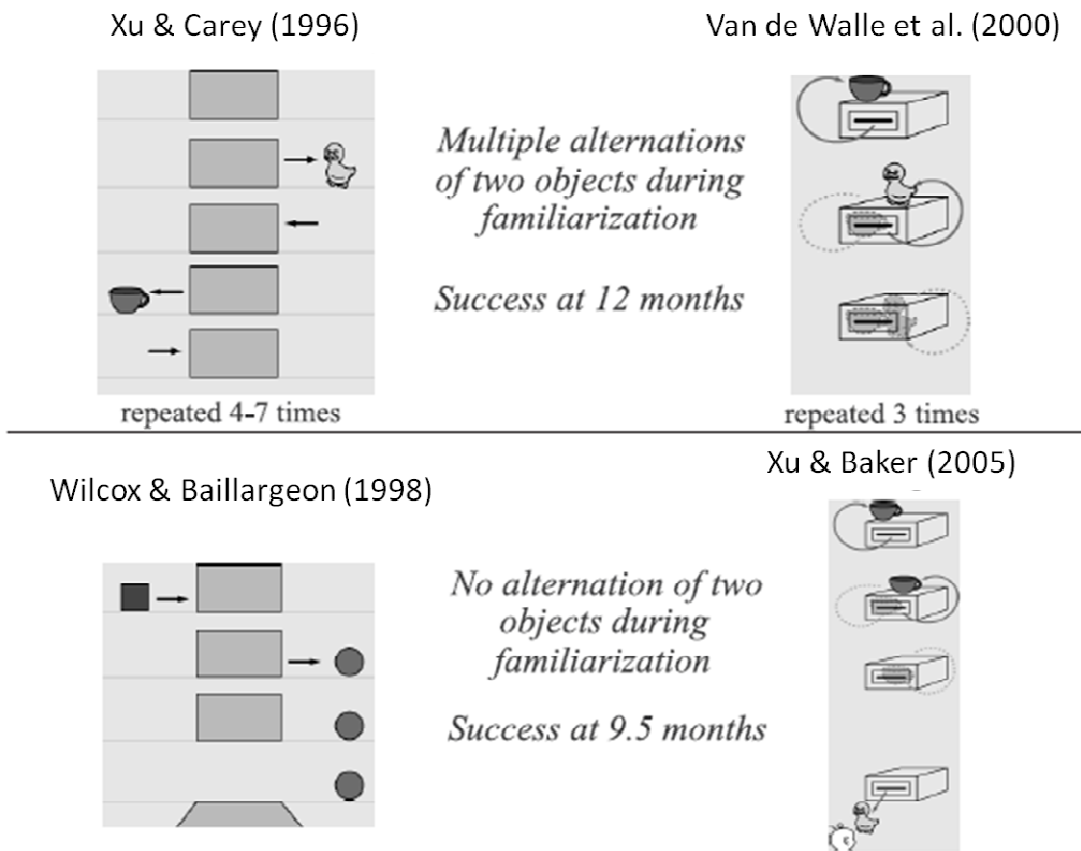 Xu & Carey (1996)
Van de Walle et al. (2000)
Multiple alternations
of two objects during
familiarization
Success at 12 months
repeated 4-7 times
repeated 3 times
Wilcox & Baillargeon (1998)
Xu & Baker (2005)
No alternation of two
objects during
familiarization
Success at 9.5 months